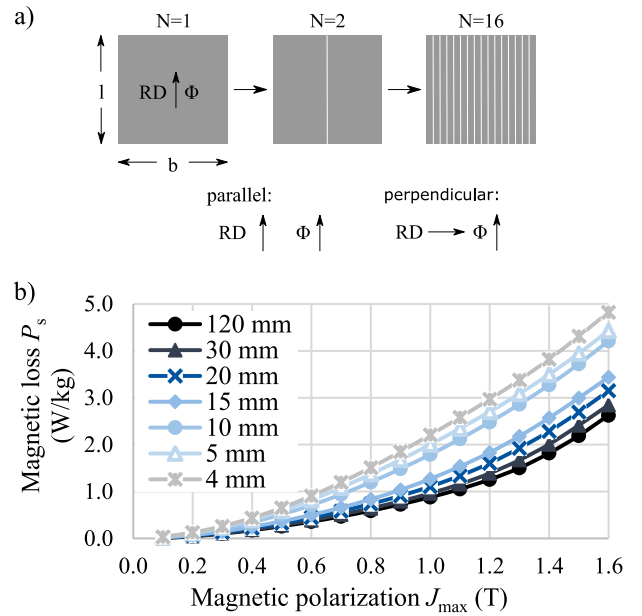 a)
N=1 N=2 N=16
l
RD Φ
b
parallel: perpendicular:
RD Φ RD Φ
b)
Magnetic loss Ps
(W/kg)
5.0
4.0
3.0
2.0
1.0
0.0
120 mm
30 mm
20 mm
15 mm
10 mm
5 mm
4 mm
0.0 0.2 0.4 0.6 0.8 1.0 1.2 1.4 1.6
Magnetic polarization Jmax (T)